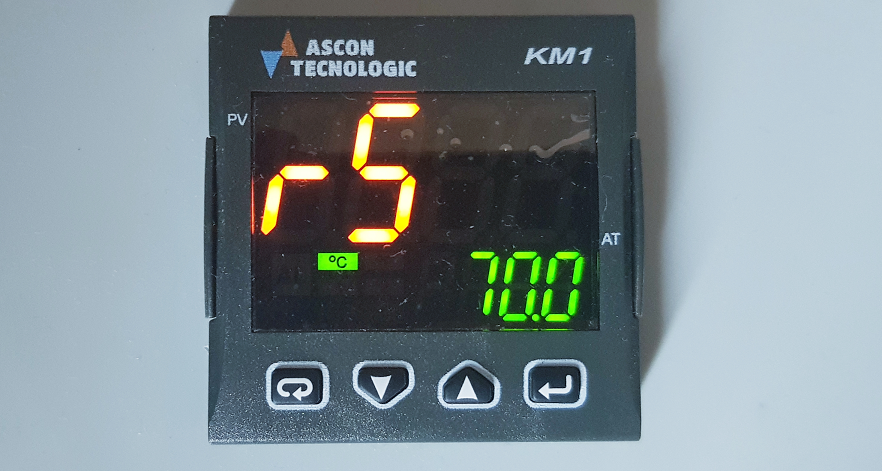 ASCON
TECNOLOGIC
KM1
PV
rS
AT
°C
70.0